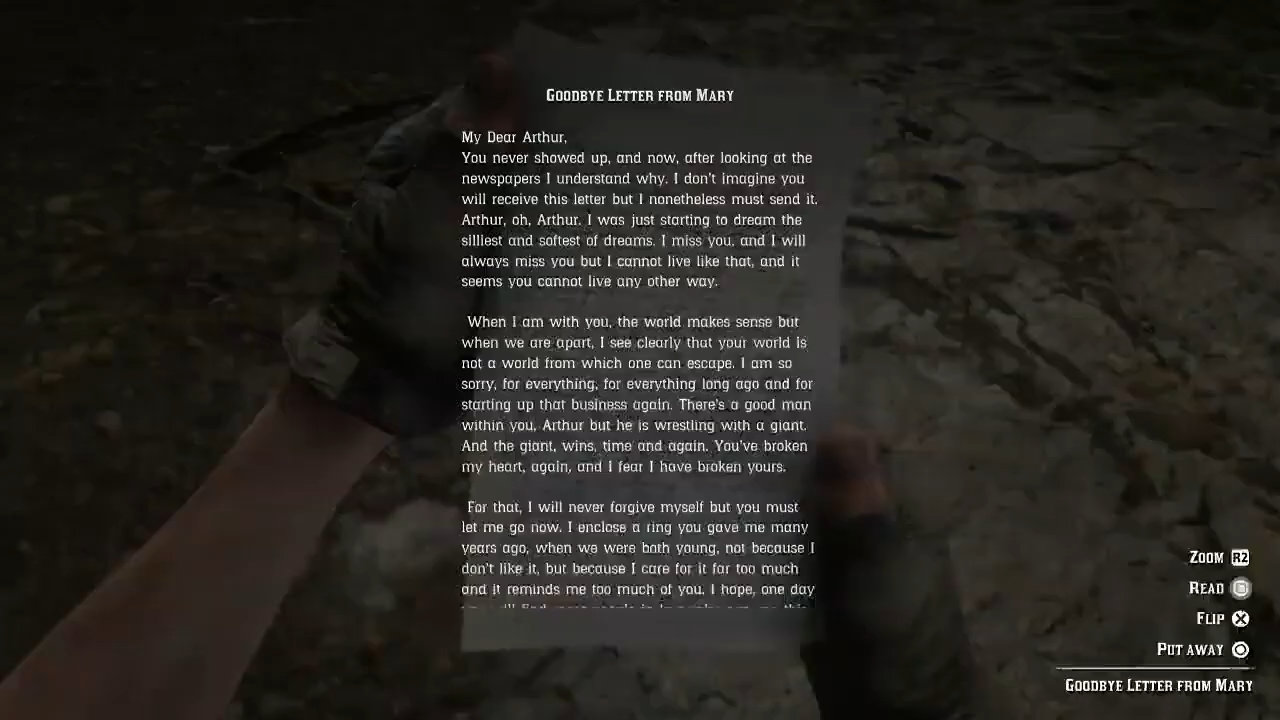 Goodbye Letter from Mary
My Dear Arthur,
You never showed up, and now, after looking at the
newspapers I understand why. I don't imagine you
will receive this letter but I nonetheless must send it.
Arthur, oh, Arthur. I was just starting to dream the
silliest and softest of dreams. I miss you, and I will
always miss you but I cannot live like that, and it
seems you cannot live any other way.
When I am with you, the world makes sense but
when we are apart, I see clearly that your world is
not a world from which one can escape. I am so
sorry, for everything, for everything long ago and for
starting up that business again. There's a good man
within you, Arthur but he is wrestling with a giant.
And the giant, wins, time and again. You've broken
my heart, again, and I fear I have broken yours.
For that, I will never forgive myself but you must
let me go now. I enclose a ring you gave me many
years ago, when we were both young, not because I
don't like it, but because I care for it far too much
and it reminds me too much of you. I hope, one day
Zoom R2
Read
Flip
Put away
Goodbye Letter from Mary